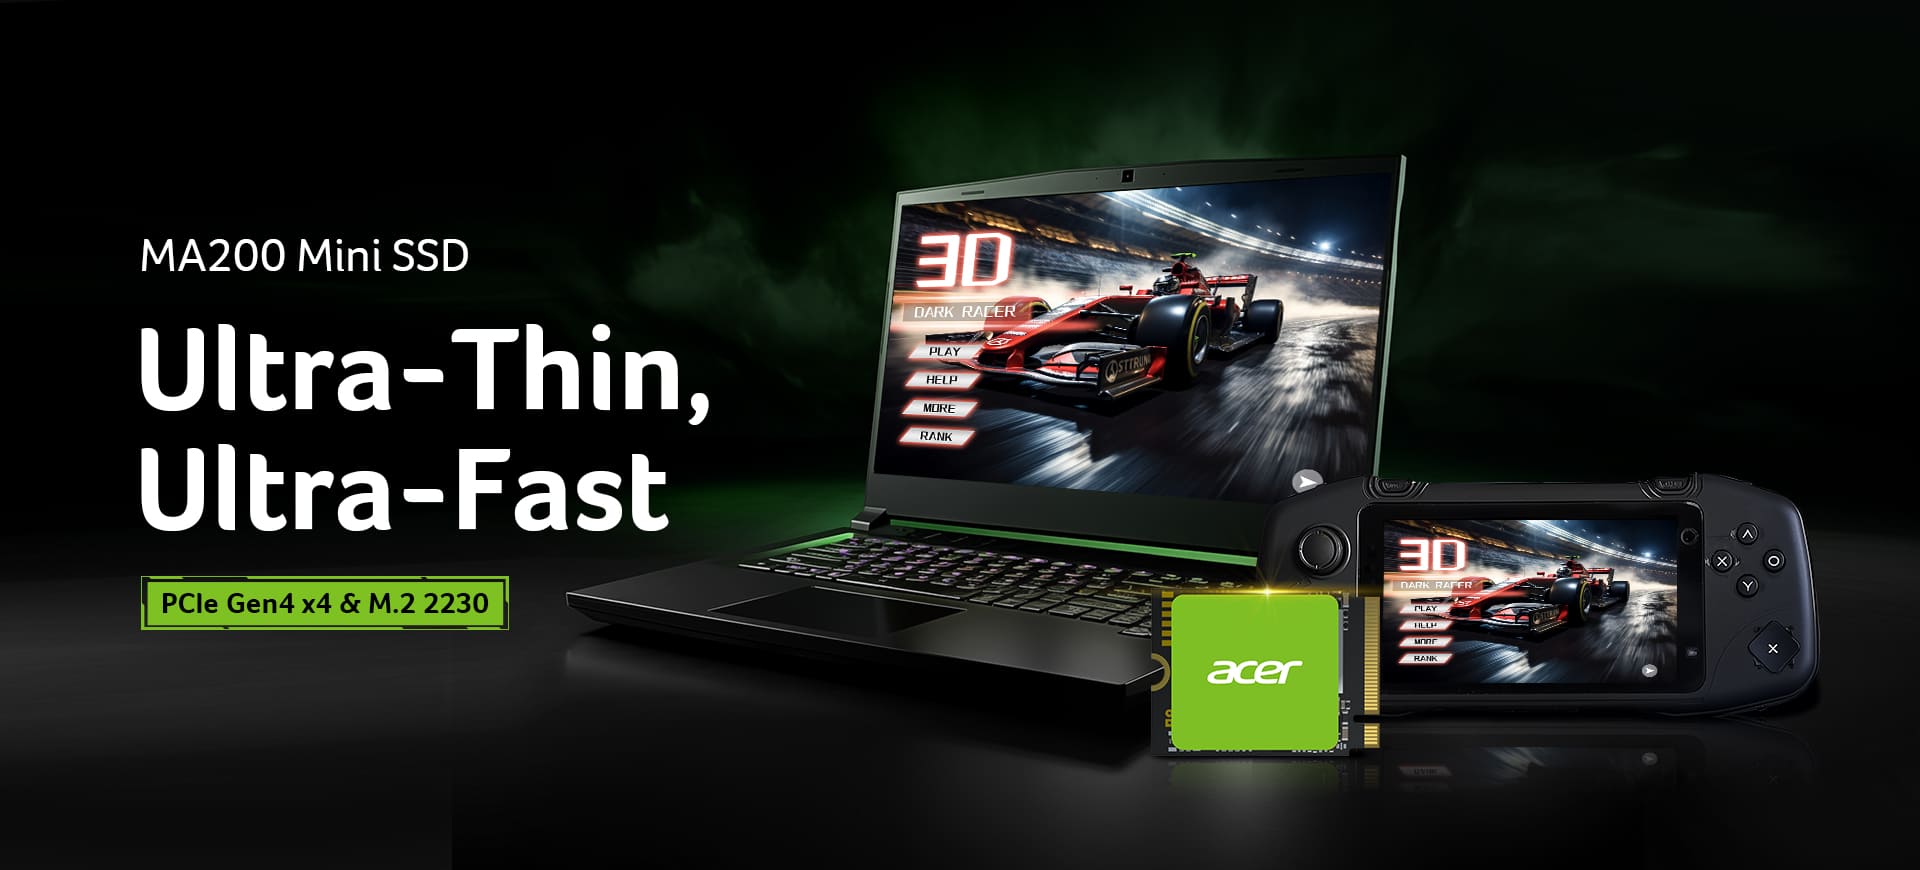 MA200 Mini SSD
Ultra-Thin,
Ultra-Fast
PCIe Gen4 x4 & M.2 2230
3D
DARK RACER
PLAY
HELP
MORE
RANK
3D
DARK RACER
PLAY
HELP
MORE
RANK
acer